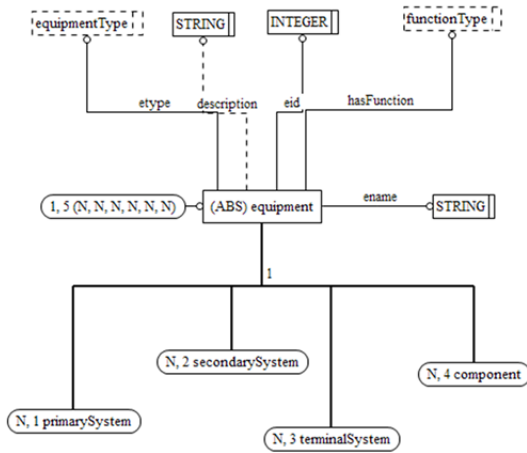 equipmentType
STRING
INTEGER
functionType
etype
description
eid
hasFunction
1, 5 (N, N, N, N, N, N)
(ABS) equipment
ename
STRING
1
N, 2 secondarySystem
N, 4 component
N, 1 primarySystem
N, 3 terminalSystem